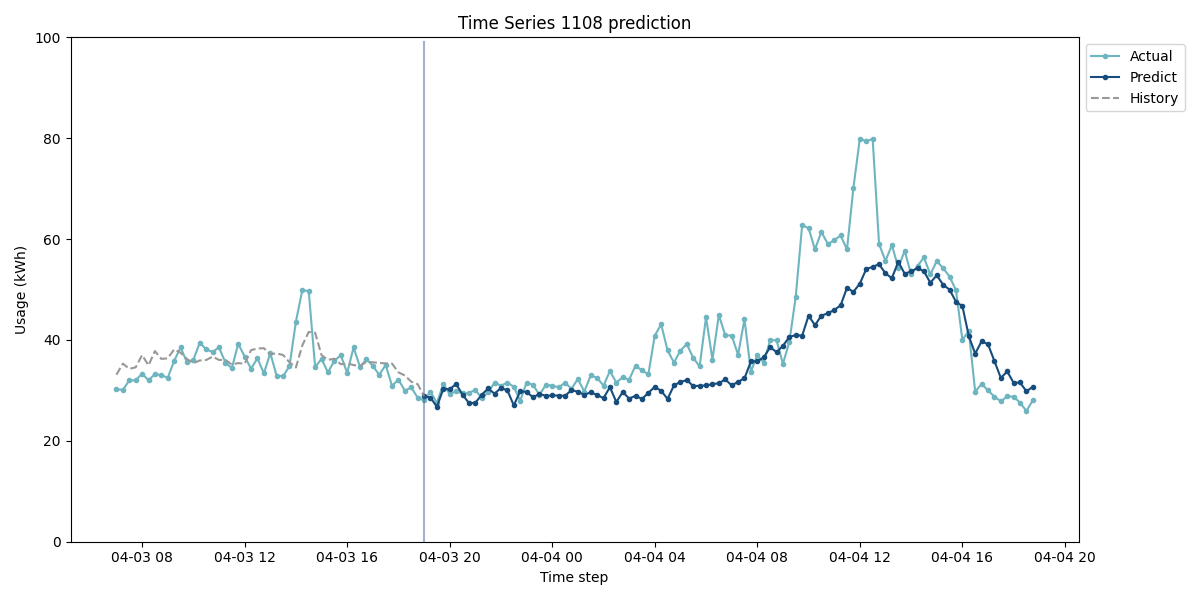 Time Series 1108 prediction
100
80
60
40
20
0
Usage (kWh)
04-03 08
04-03 12
04-03 16
04-03 20
04-04 00
04-04 04
04-04 08
04-04 12
04-04 16
04-04 20
Time step
Actual
Predict
History